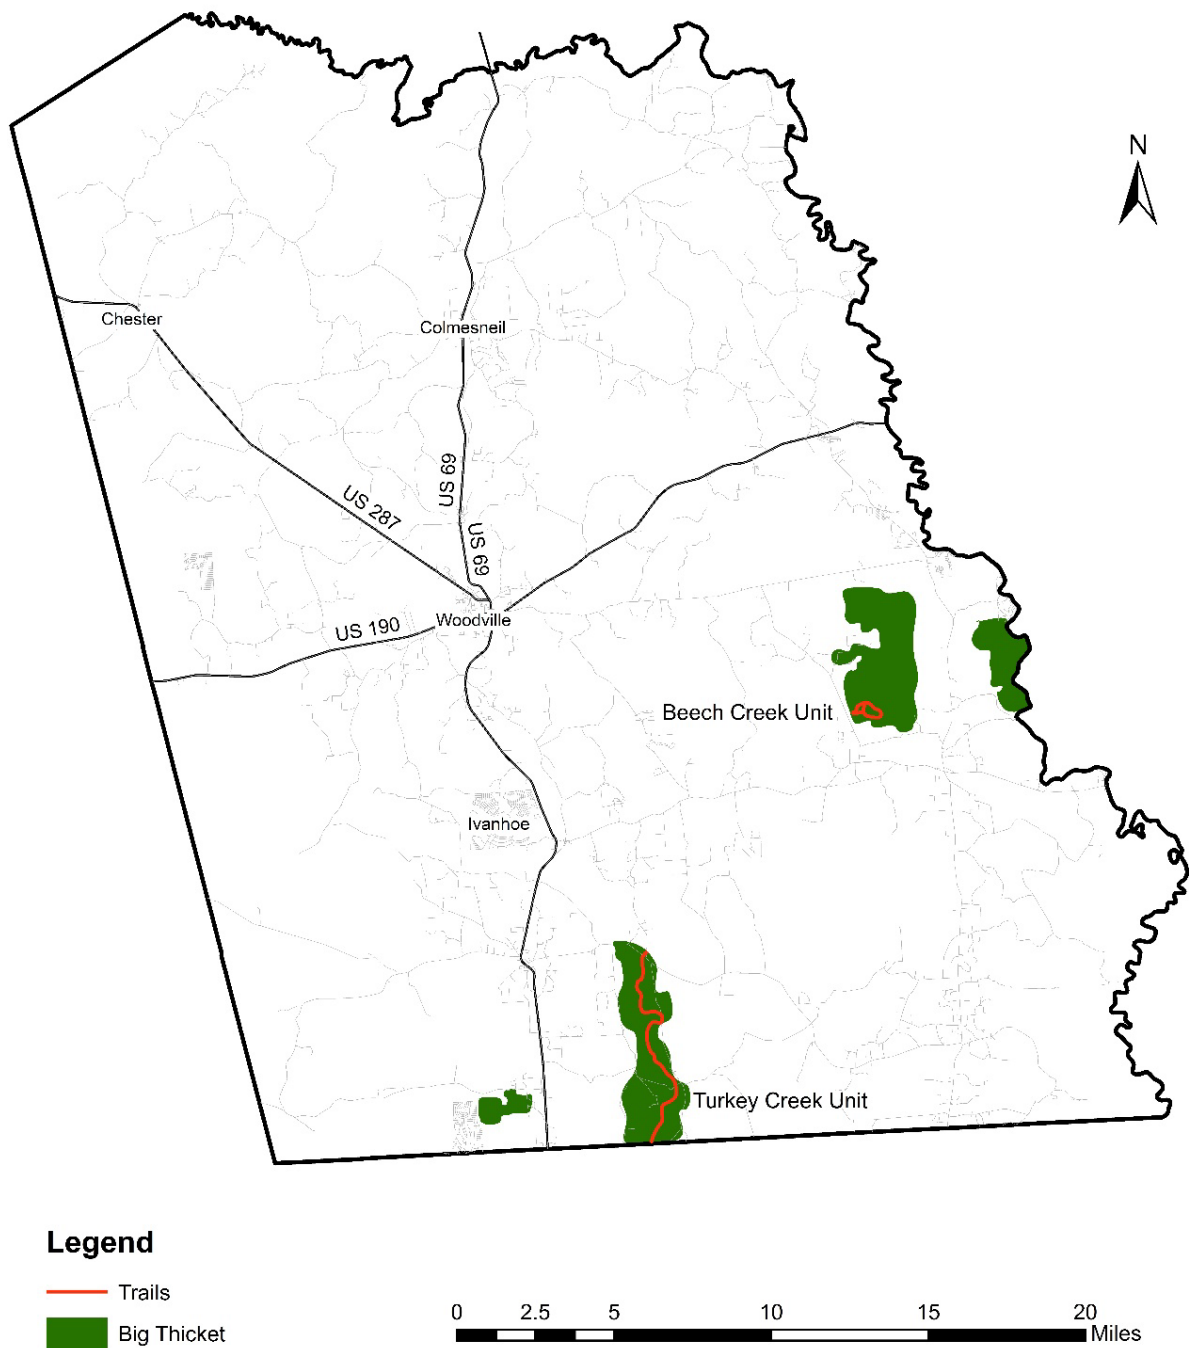 N
Chester
Colmesneil
US 69
US 287
US 69
Woodville
US 190
Beech Creek Unit
Ivanhoe
Turkey Creek Unit
Legend
Trails
Big Thicket
0 2.5 5 10 15 20
Miles